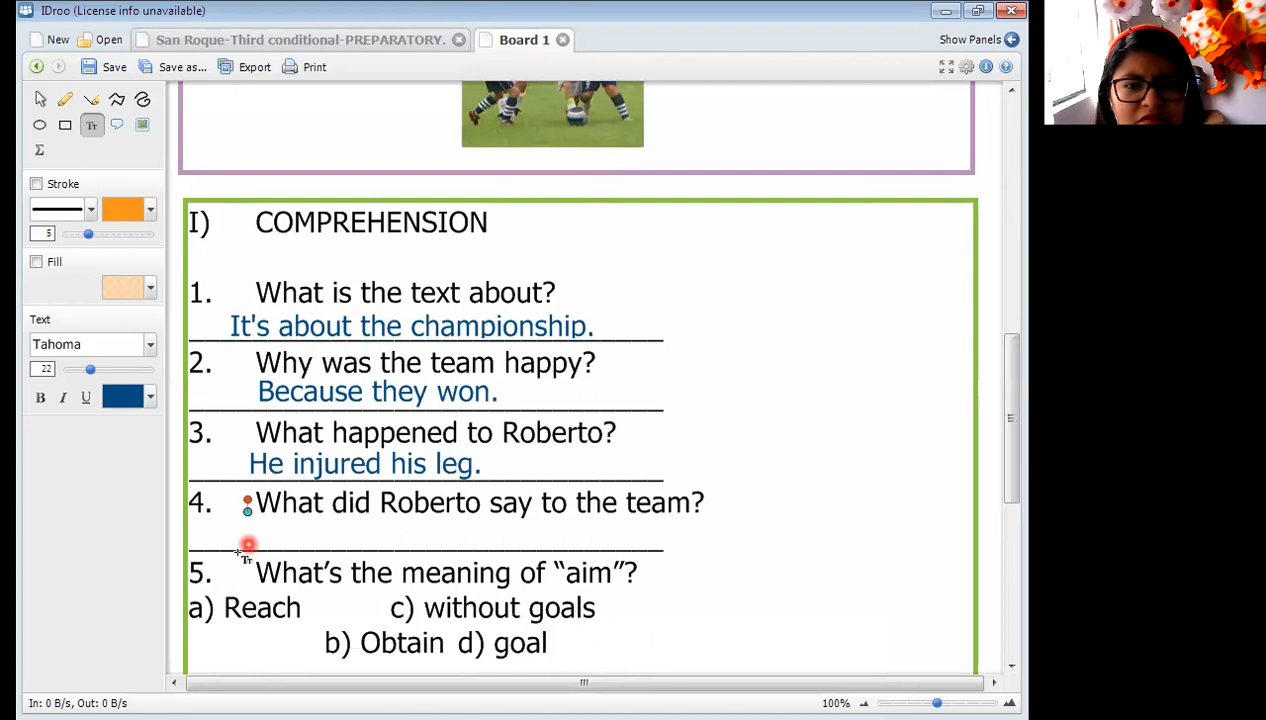 IDroo (License info unavailable)
New Open San Roque-Third conditional-PREPARATORY. Board 1 Show Panels
Save Save as... Export Print
Tr
Stroke
5
Fill
Text
Tahoma
22
B I U
I) COMPREHENSION
1. What is the text about?
It's about the championship.
2. Why was the team happy?
Because they won.
3. What happened to Roberto?
He injured his leg.
4. What did Roberto say to the team?
Tr
5. What’s the meaning of “aim”?
a) Reach c) without goals
b) Obtain d) goal
In: 0 B/s, Out: 0 B/s 100%